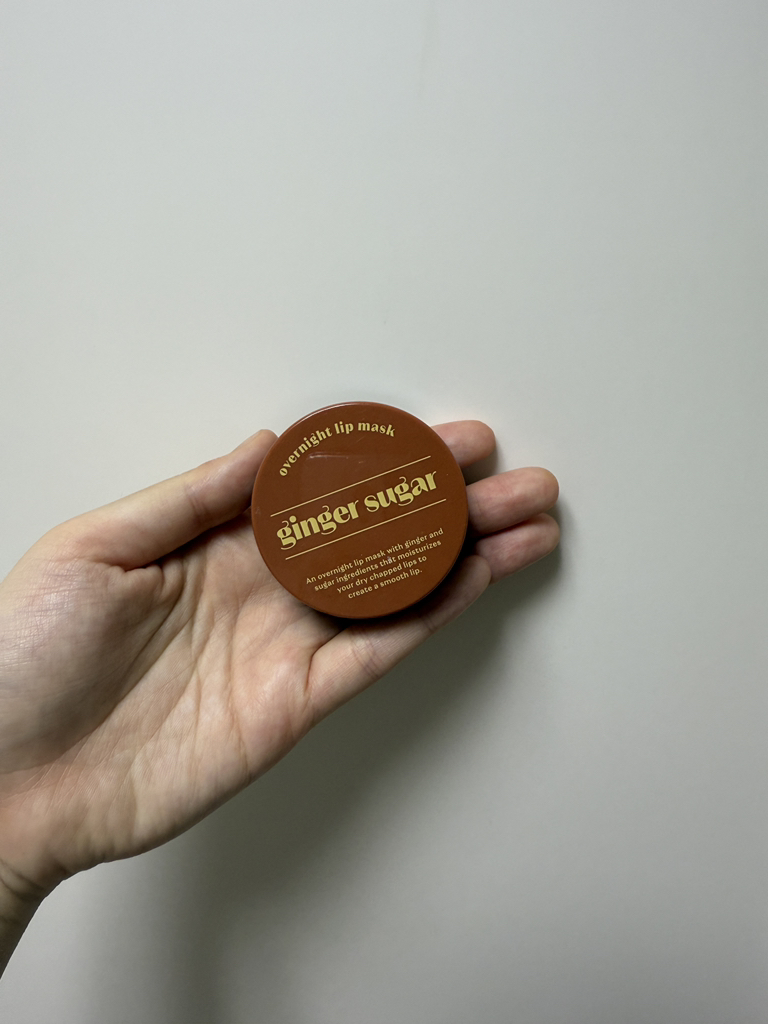 overnight lip mask
ginger sugar
An overnight lip mask with ginger and
sugar ingredients that moisturizes
your dry chapped lips to
create a smooth lip.